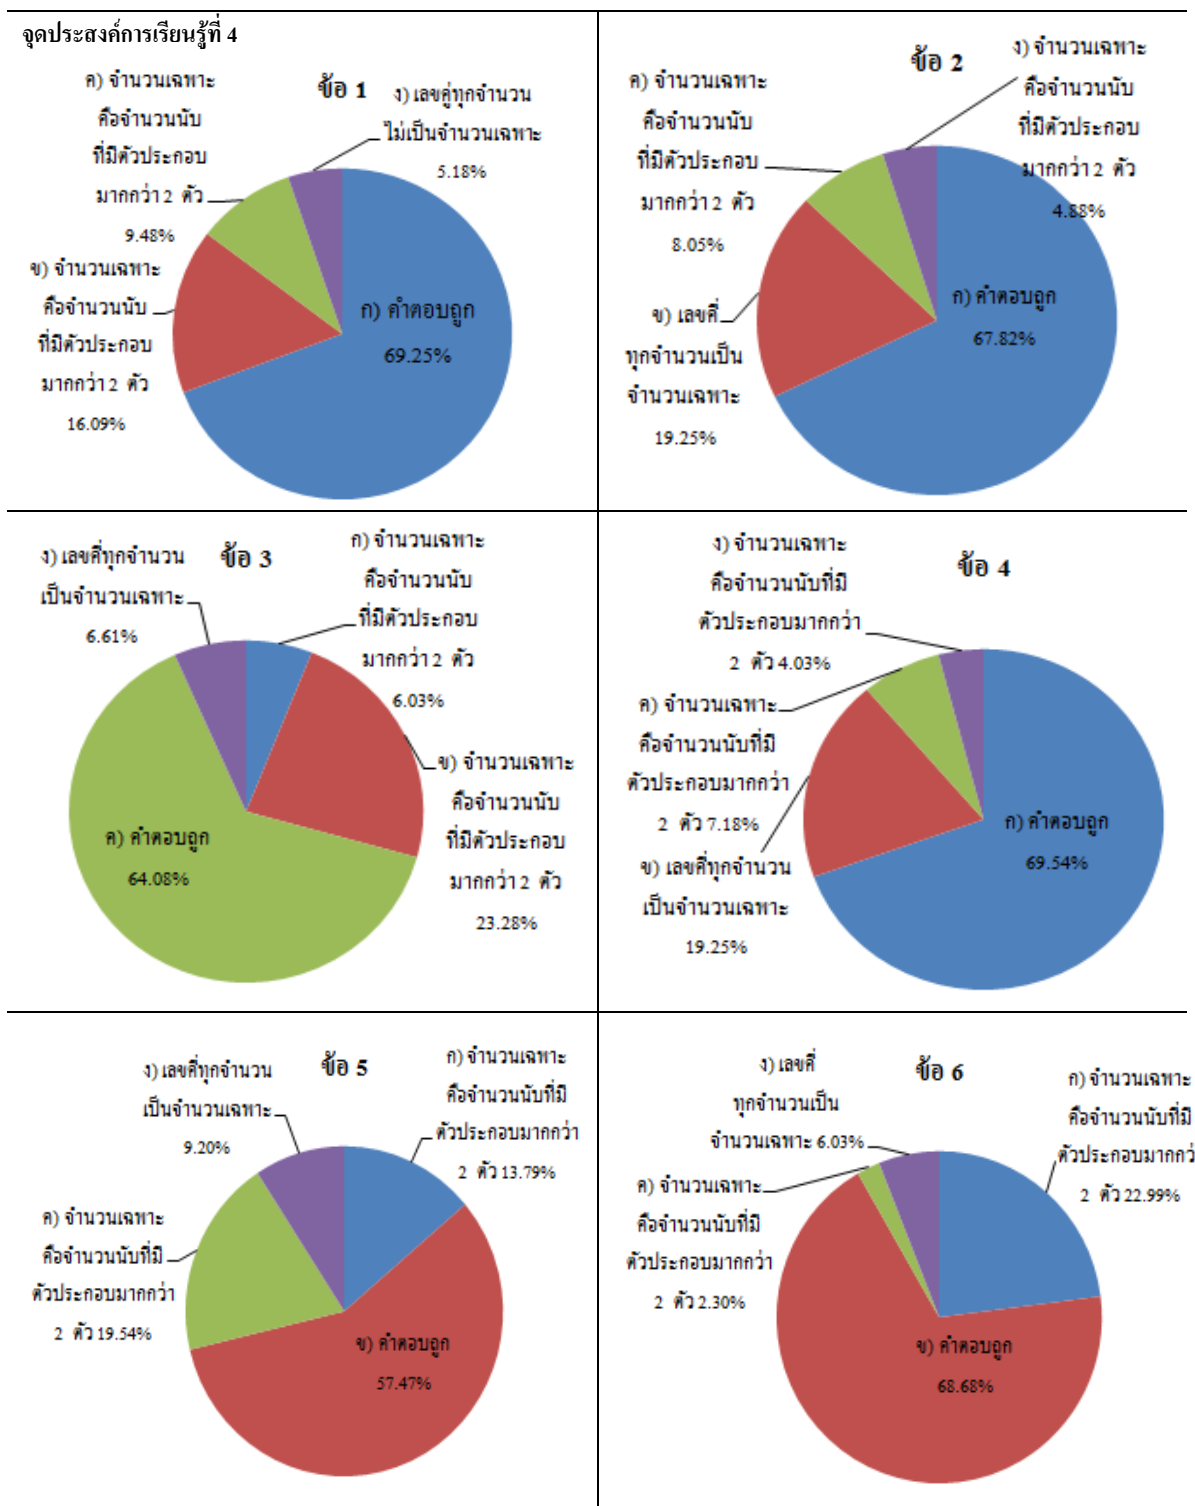 จุดประสงค์การเรียนรู้ที่ 4
ข้อ 1
ค) จำนวนเฉพาะ
คือจำนวนนับ
ที่มีตัวประกอบ
มากกว่า 2 ตัว
9.48%
ง) เลขคู่ทุกจำนวน
ไม่เป็นจำนวนเฉพาะ
5.18%
ข) จำนวนเฉพาะ
คือจำนวนนับ
ที่มีตัวประกอบ
มากกว่า 2 ตัว
16.09%
ก) คำตอบถูก
69.25%
ข้อ 2
ค) จำนวนเฉพาะ
คือจำนวนนับ
ที่มีตัวประกอบ
มากกว่า 2 ตัว
8.05%
ง) จำนวนเฉพาะ
คือจำนวนนับ
ที่มีตัวประกอบ
มากกว่า 2 ตัว
4.88%
ข) เลขคี่
ทุกจำนวนเป็น
จำนวนเฉพาะ
19.25%
ก) คำตอบถูก
67.82%
ข้อ 3
ง) เลขคี่ทุกจำนวน
เป็นจำนวนเฉพาะ
6.61%
ก) จำนวนเฉพาะ
คือจำนวนนับ
ที่มีตัวประกอบ
มากกว่า 2 ตัว
6.03%
ข) จำนวนเฉพาะ
คือจำนวนนับ
ที่มีตัวประกอบ
มากกว่า 2 ตัว
23.28%
ค) คำตอบถูก
64.08%
ข้อ 4
ง) จำนวนเฉพาะ
คือจำนวนนับที่มี
ตัวประกอบมากกว่า
2 ตัว 4.03%
ค) จำนวนเฉพาะ
คือจำนวนนับที่มี
ตัวประกอบมากกว่า
2 ตัว 7.18%
ข) เลขคี่ทุกจำนวน
เป็นจำนวนเฉพาะ
19.25%
ก) คำตอบถูก
69.54%
ข้อ 5
ง) เลขคี่ทุกจำนวน
เป็นจำนวนเฉพาะ
9.20%
ก) จำนวนเฉพาะ
คือจำนวนนับที่มี
ตัวประกอบมากกว่า
2 ตัว 13.79%
ค) จำนวนเฉพาะ
คือจำนวนนับที่มี
ตัวประกอบมากกว่า
2 ตัว 19.54%
ข) คำตอบถูก
57.47%
ข้อ 6
ง) เลขคี่
ทุกจำนวนเป็น
จำนวนเฉพาะ 6.03%
ก) จำนวนเฉพาะ
คือจำนวนนับที่มี
ตัวประกอบมากกว่
2 ตัว 22.99%
ค) จำนวนเฉพาะ
คือจำนวนนับที่มี
ตัวประกอบมากกว่า
2 ตัว 2.30%
ข) คำตอบถูก
68.68%